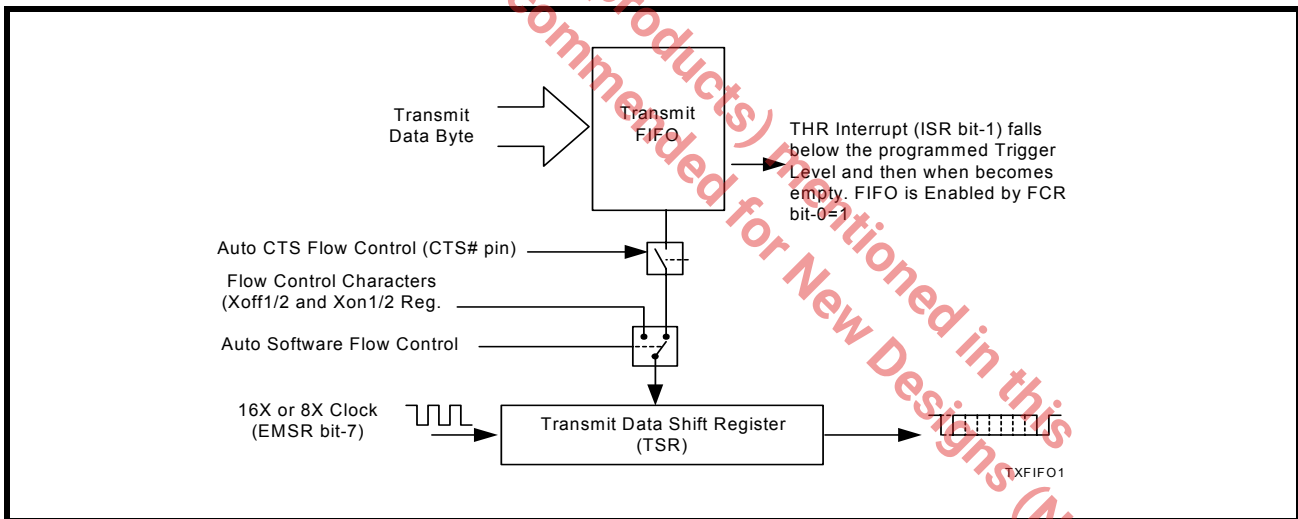 Transmit
Data Byte
Transmit
FIFO
THR Interrupt (ISR bit-1) falls
below the programmed Trigger
Level and then when becomes
empty. FIFO is Enabled by FCR
bit-0=1
Auto CTS Flow Control (CTS# pin)
Flow Control Characters
(Xoff1/2 and Xon1/2 Reg.
Auto Software Flow Control
16X or 8X Clock
(EMSR bit-7)
Transmit Data Shift Register
(TSR)
TXFIFO1
products) mentioned in this
commended for New Designs (N